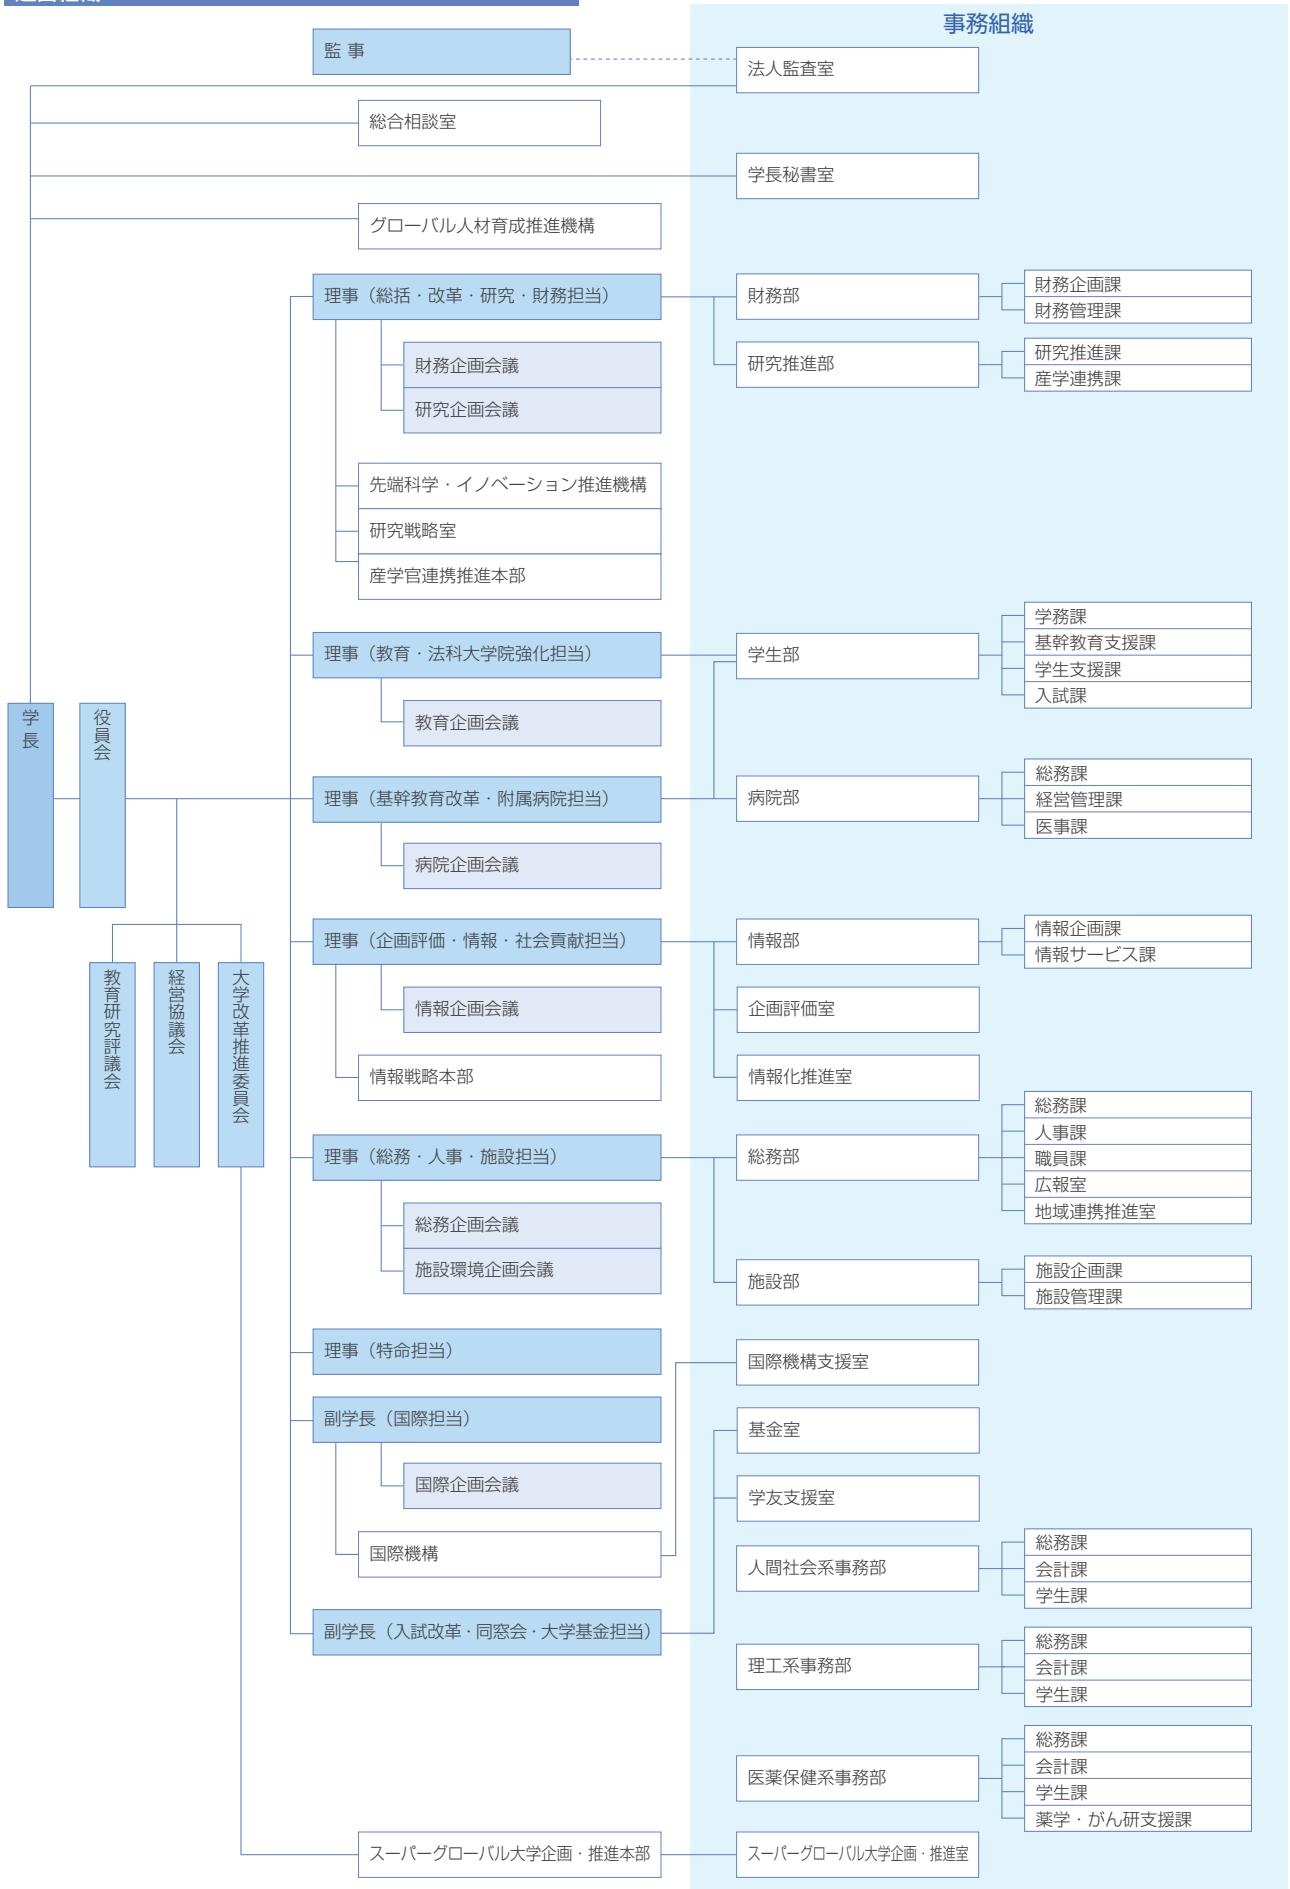 事務組織
監 事
法人監査室
総合相談室
学長秘書室
グローバル人材育成推進機構
理事（総括・改革・研究・財務担当）
財務部
財務企画課
財務管理課
研究推進部
研究推進課
産学連携課
財務企画会議
研究企画会議
先端科学・イノベーション推進機構
研究戦略室
産学官連携推進本部
理事（教育・法科大学院強化担当）
学生部
学務課
基幹教育支援課
学生支援課
入試課
教育企画会議
学長
役員会
理事（基幹教育改革・附属病院担当）
病院部
総務課
経営管理課
医事課
病院企画会議
理事（企画評価・情報・社会貢献担当）
情報部
情報企画課
情報サービス課
教育研究評議会
経営協議会
大学改革推進委員会
情報企画会議
企画評価室
情報戦略本部
情報化推進室
理事（総務・人事・施設担当）
総務部
総務課
人事課
職員課
広報室
地域連携推進室
総務企画会議
施設環境企画会議
施設部
施設企画課
施設管理課
理事（特命担当）
国際機構支援室
副学長（国際担当）
基金室
国際企画会議
学友支援室
国際機構
人間社会系事務部
総務課
会計課
学生課
副学長（入試改革・同窓会・大学基金担当）
理工系事務部
総務課
会計課
学生課
医薬保健系事務部
総務課
会計課
学生課
薬学・がん研支援課
スーパーグローバル大学企画・推進本部
スーパーグローバル大学企画・推進室